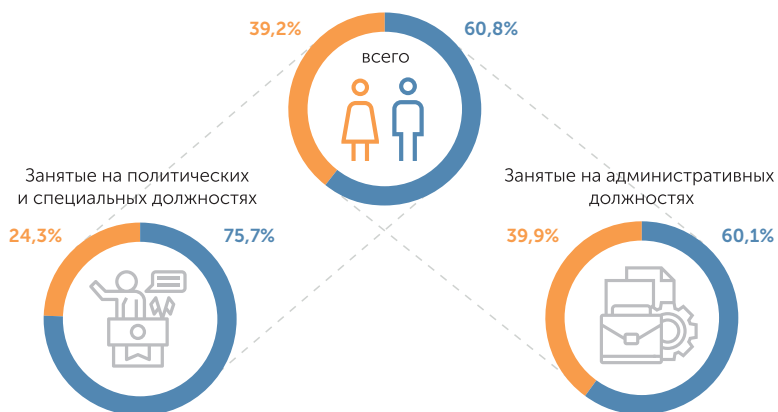 39,2%
60,8%
всего
Занятые на политических
и специальных должностях
24,3%
75,7%
Занятые на административных
должностях
39,9%
60,1%